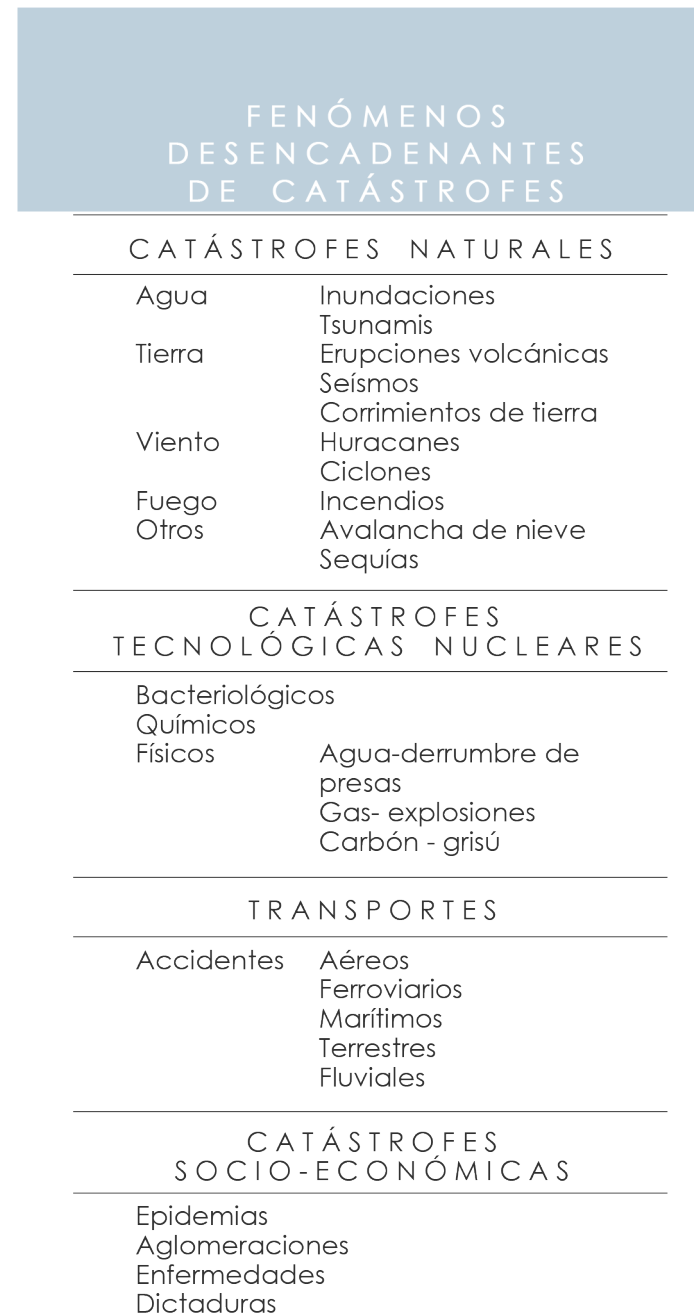 FENÓMENOS
DESENCADENANTES
DE CATÁSTROFES
CATÁSTROFES NATURALES
Agua Inundaciones
Tsunamis
Tierra Erupciones volcánicas
Seísmos
Corrimientos de tierra
Viento Huracanes
Ciclones
Fuego Incendios
Otros Avalancha de nieve
Sequías
CATÁSTROFES
TECNOLÓGICAS NUCLEARES
Bacteriológicos
Químicos
Físicos Agua-derrumbre de
presas
Gas- explosiones
Carbón - grisú
TRANSPORTES
Accidentes Aéreos
Ferroviarios
Marítimos
Terrestres
Fluviales
CATÁSTROFES
SOCIO-ECONÓMICAS
Epidemias
Aglomeraciones
Enfermedades
Dictaduras